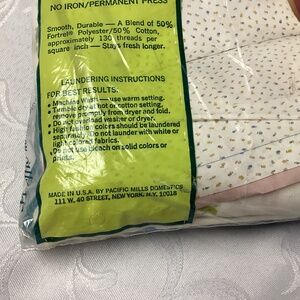 NO IRON/PERMANENT PRESS
Smooth, Durable — A Blend of 50%
Fortrel® Polyester/50% Cotton,
approximately 130 threads per
square inch — Stays fresh longer.
LAUNDERING INSTRUCTIONS
FOR BEST RESULTS:
• Machine Wash — use warm setting.
• Tumble dry at hot or cotton setting,
remove promptly from dryer and fold.
• Do not overload washer or dryer.
• High fashion colors should be laundered
separately. Do not launder with white or
light colored fabrics.
• Do not use bleach on solid colors or
prints.
MADE IN U.S.A. BY PACIFIC MILLS DOMESTICS
111 W. 40 STREET, NEW YORK, N.Y. 10018